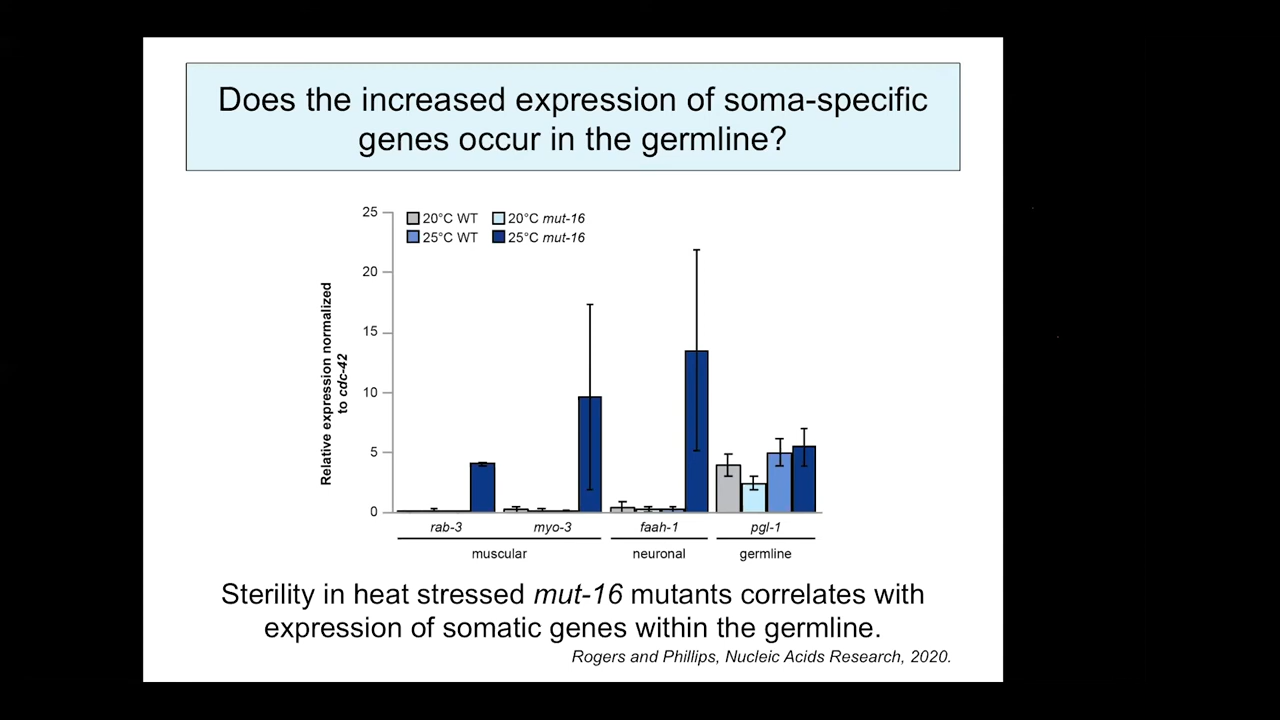 Does the increased expression of soma-specific
genes occur in the germline?
25
20
15
10
5
0
20°C WT
20°C mut-16
25°C WT
25°C mut-16
Relative expression normalized
to cdc-42
rab-3
myo-3
faah-1
pgl-1
muscular
neuronal
germline
Sterility in heat stressed mut-16 mutants correlates with
expression of somatic genes within the germline.
Rogers and Phillips, Nucleic Acids Research, 2020.